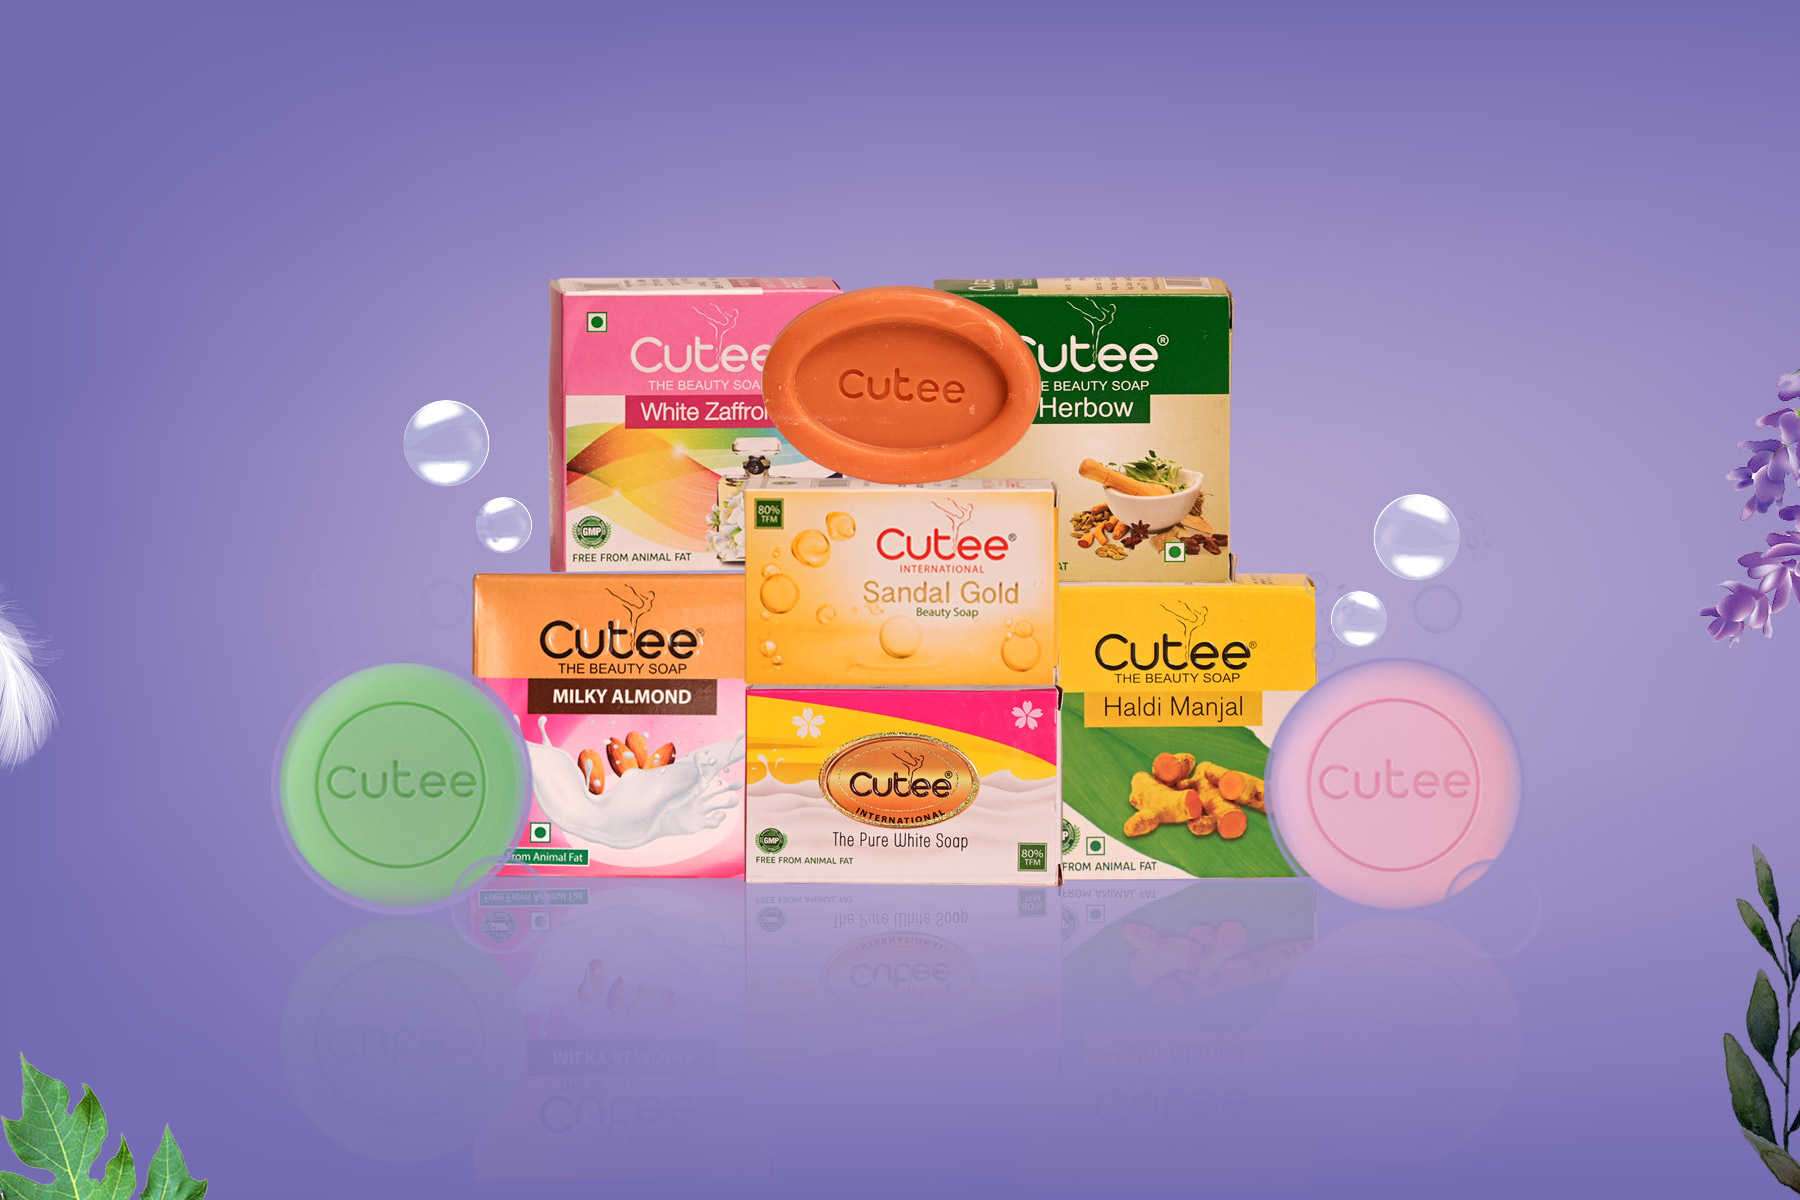 Cutee
THE BEAUTY SOAP
White Zaffron
GMP
FREE FROM ANIMAL FAT
Cutee
Cutee®
BEAUTY SOAP
Herbow
AT
80%
TFM
Cutee®
INTERNATIONAL
Sandal Gold
Beauty Soap
Cutee®
THE BEAUTY SOAP
MILKY ALMOND
from Animal Fat
Cutee®
INTERNATIONAL
The Pure White Soap
GMP
FREE FROM ANIMAL FAT
80%
TFM
Cutee®
THE BEAUTY SOAP
Haldi Manjal
FROM ANIMAL FAT
Cutee
Cutee